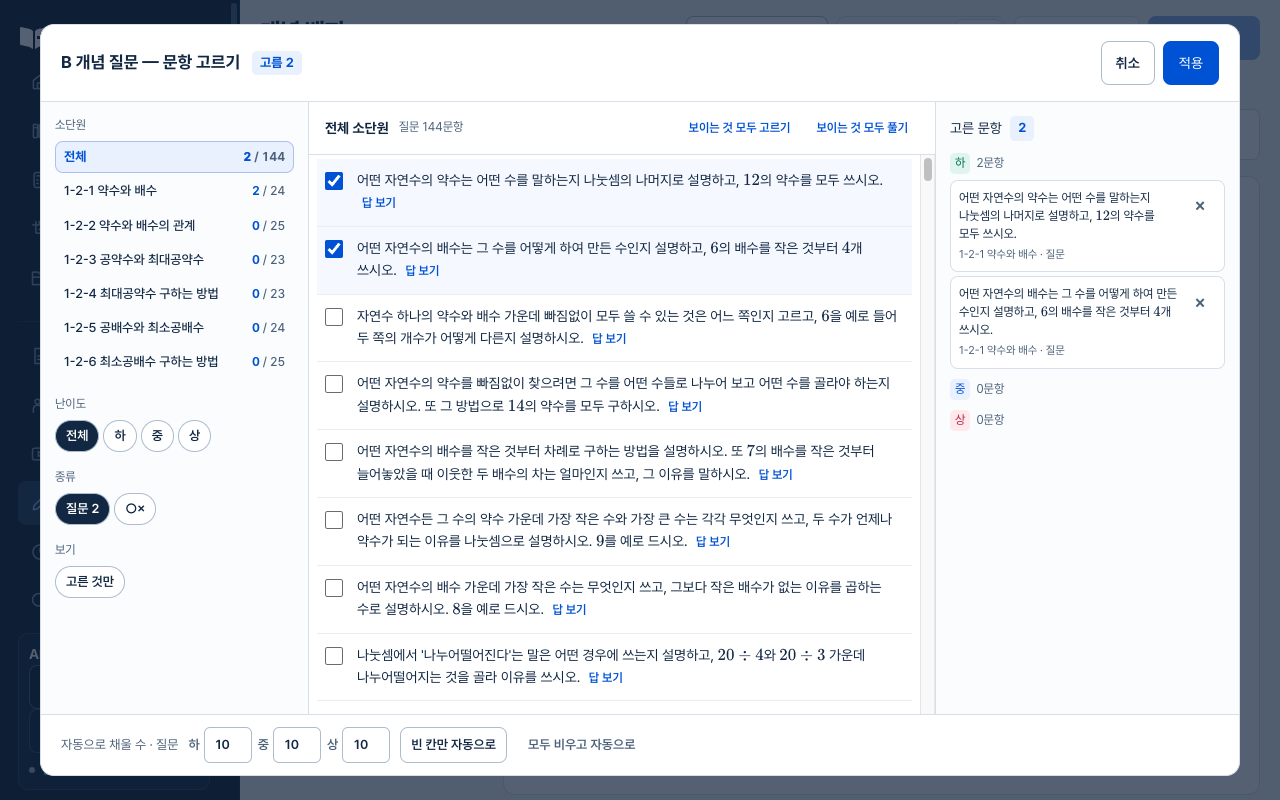 B 개념 질문 — 문항 고르기
고름 2
취소
적용
소단원
전체 2 / 144
1-2-1 약수와 배수 2 / 24
1-2-2 약수와 배수의 관계 0 / 25
1-2-3 공약수와 최대공약수 0 / 23
1-2-4 최대공약수 구하는 방법 0 / 23
1-2-5 공배수와 최소공배수 0 / 24
1-2-6 최소공배수 구하는 방법 0 / 25
난이도
전체 하 중 상
종류
질문 2 ○×
보기
고른 것만
전체 소단원 질문 144문항 보이는 것 모두 고르기 보이는 것 모두 풀기
어떤 자연수의 약수는 어떤 수를 말하는지 나눗셈의 나머지로 설명하고, 12의 약수를 모두 쓰시오.
답 보기
어떤 자연수의 배수는 그 수를 어떻게 하여 만든 수인지 설명하고, 6의 배수를 작은 것부터 4개
쓰시오. 답 보기
자연수 하나의 약수와 배수 가운데 빠짐없이 모두 쓸 수 있는 것은 어느 쪽인지 고르고, 6을 예로 들어
두 쪽의 개수가 어떻게 다른지 설명하시오. 답 보기
어떤 자연수의 약수를 빠짐없이 찾으려면 그 수를 어떤 수들로 나누어 보고 어떤 수를 골라야 하는지
설명하시오. 또 그 방법으로 14의 약수를 모두 구하시오. 답 보기
어떤 자연수의 배수를 작은 것부터 차례로 구하는 방법을 설명하시오. 또 7의 배수를 작은 것부터
늘어놓았을 때 이웃한 두 배수의 차는 얼마인지 쓰고, 그 이유를 말하시오. 답 보기
어떤 자연수든 그 수의 약수 가운데 가장 작은 수와 가장 큰 수는 각각 무엇인지 쓰고, 두 수가 언제나
약수가 되는 이유를 나눗셈으로 설명하시오. 9를 예로 드시오. 답 보기
어떤 자연수의 배수 가운데 가장 작은 수는 무엇인지 쓰고, 그보다 작은 배수가 없는 이유를 곱하는
수로 설명하시오. 8을 예로 드시오. 답 보기
나눗셈에서 '나누어떨어진다'는 말은 어떤 경우에 쓰는지 설명하고, 20 ÷ 4와 20 ÷ 3 가운데
나누어떨어지는 것을 골라 이유를 쓰시오. 답 보기
고른 문항 2
하 2문항
어떤 자연수의 약수는 어떤 수를 말하는지
나눗셈의 나머지로 설명하고, 12의 약수를
모두 쓰시오.
1-2-1 약수와 배수 · 질문
어떤 자연수의 배수는 그 수를 어떻게 하여 만든
수인지 설명하고, 6의 배수를 작은 것부터 4개
쓰시오.
1-2-1 약수와 배수 · 질문
중 0문항
상 0문항
자동으로 채울 수 · 질문 하 10 중 10 상 10 빈 칸만 자동으로 모두 비우고 자동으로